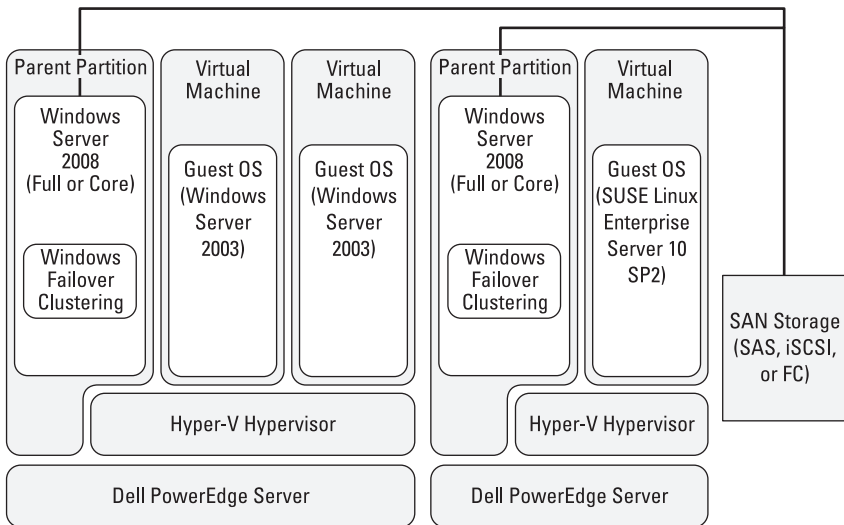 Parent Partition
Windows
Server
2008
(Full or Core)
Windows
Failover
Clustering
Virtual
Machine
Guest OS
(Windows
Server
2003)
Virtual
Machine
Guest OS
(Windows
Server
2003)
Hyper-V Hypervisor
Dell PowerEdge Server
Parent Partition
Windows
Server
2008
(Full or Core)
Windows
Failover
Clustering
Virtual
Machine
Guest OS
(SUSE Linux
Enterprise
Server 10
SP2)
Hyper-V Hypervisor
Dell PowerEdge Server
SAN Storage
(SAS, iSCSI,
or FC)